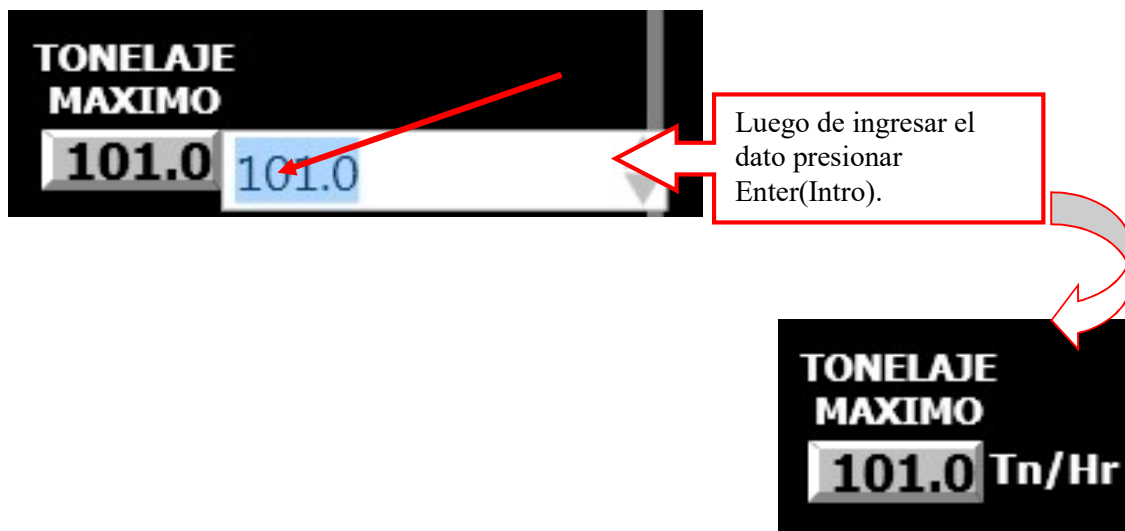 TONELAJE
MAXIMO
101.0 101.0
Luego de ingresar el
dato presionar
Enter(Intro).
TONELAJE
MAXIMO
101.0 Tn/Hr